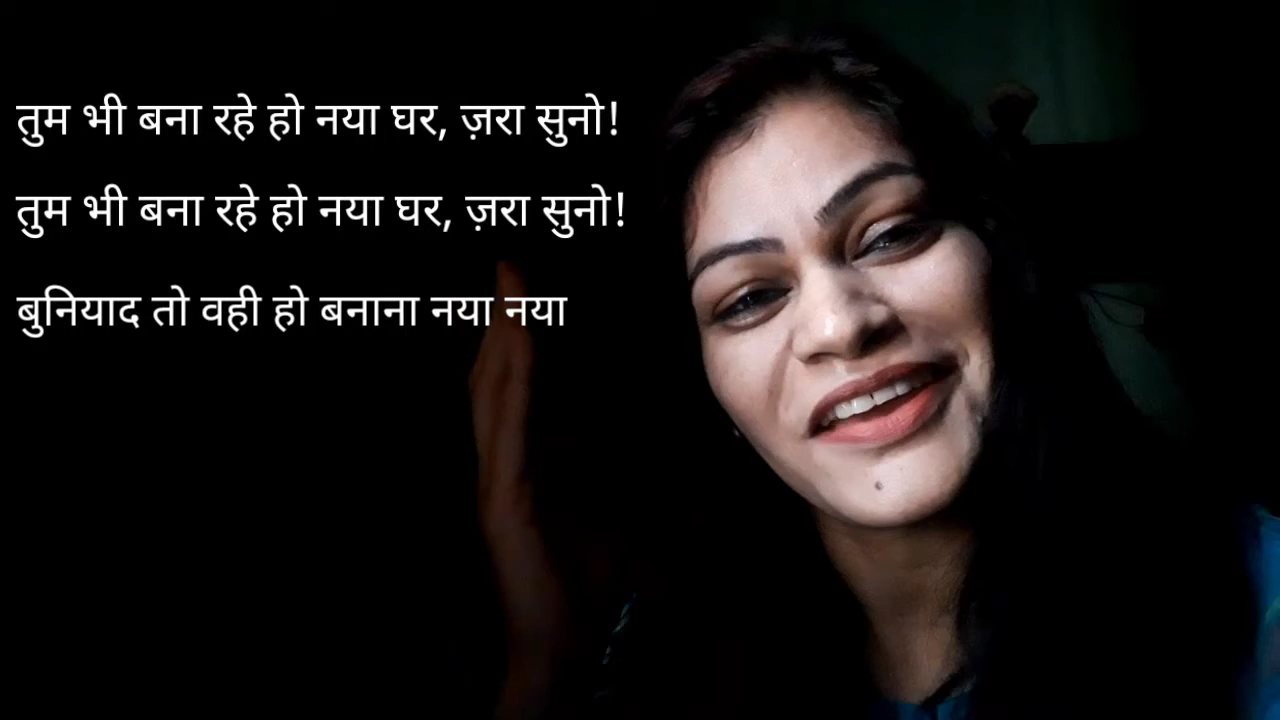 तुम भी बना रहे हो नया घर, ज़रा सुनो!
तुम भी बना रहे हो नया घर, ज़रा सुनो!
बुनियाद तो वही हो बनाना नया नया